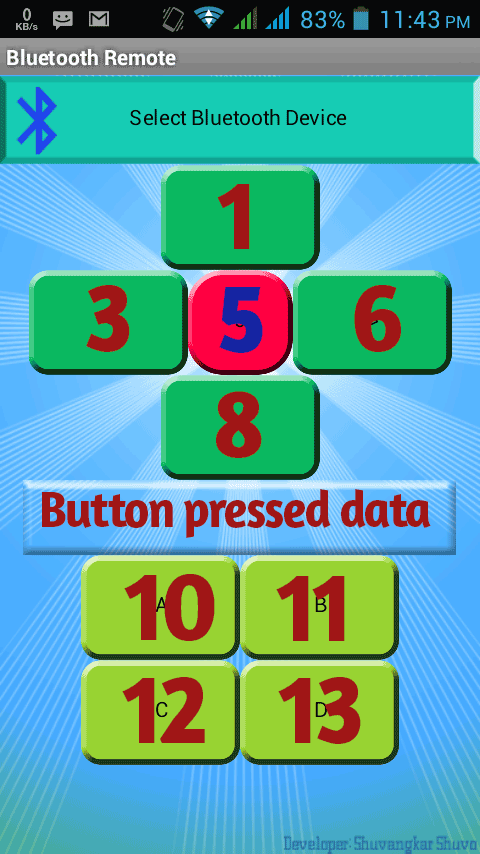 0
KB/s
83%
11:43 PM
Bluetooth Remote
Select Bluetooth Device
1
3
5
6
8
Button pressed data
10
A
11
B
12
C
13
D
Developer: Shuvangkar Shuvo